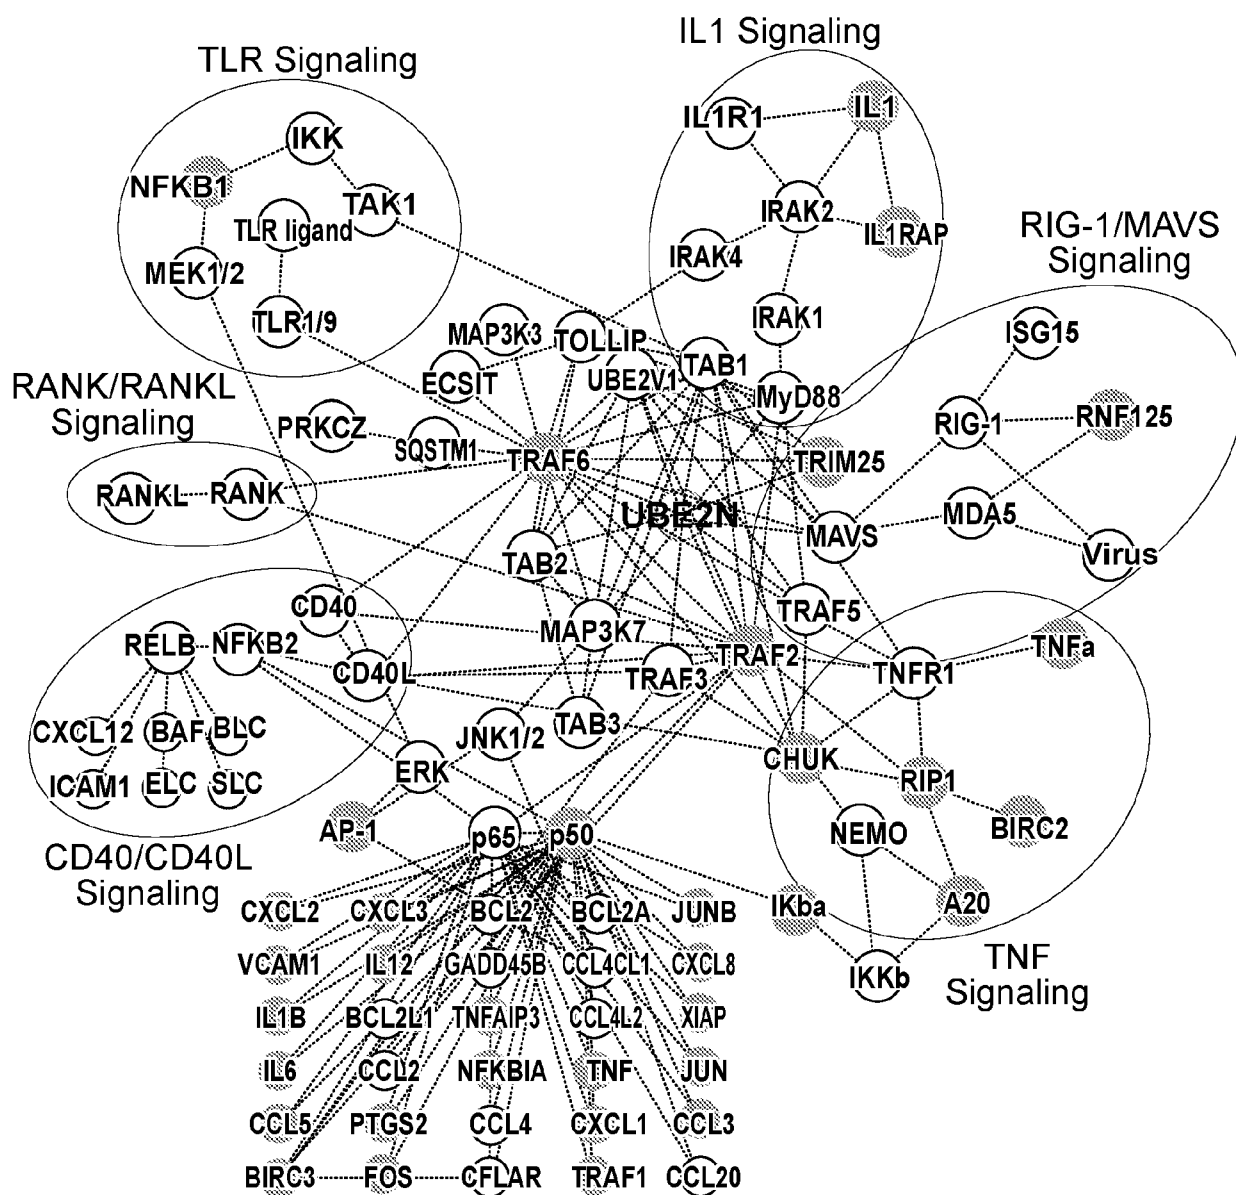 IL1 Signaling
TLR Signaling
IL1R1
IL1
IKK
NFKB1
TAK1
IRAK2
TLR ligand
IL1RAP
RIG-1/MAVS
Signaling
IRAK4
MEK1/2
TLR1/9
IRAK1
MAP3K3
TOLLIP
ISG15
TAB1
UBE2V1
ECSIT
MyD88
RANK/RANKL
Signaling
RIG-1
RNF125
PRKCZ
SQSTM1
TRAF6
TRIM25
RANKL
RANK
UBE2N
MDA5
MAVS
Virus
TAB2
CD40
TRAF5
MAP3K7
RELB
NFKB2
TNFa
TRAF2
CD40L
TRAF3
TNFR1
CXCL12
BAF
BLC
JNK1/2
TAB3
CHUK
ERK
RIP1
ICAM1
ELC
SLC
AP-1
p65
p50
NEMO
BIRC2
CD40/CD40L
Signaling
CXCL2
CXCL3
BCL2
BCL2A
JUNB
IKba
A20
VCAM1
IL12
GADD45B
CCL4CL1
CXCL8
IKKb
TNF
Signaling
IL1B
BCL2L1
TNFAIP3
CCL4L2
XIAP
IL6
CCL2
NFKBIA
TNF
JUN
CCL5
PTGS2
CCL4
CXCL1
CCL3
BIRC3
FOS
CFLAR
TRAF1
CCL20